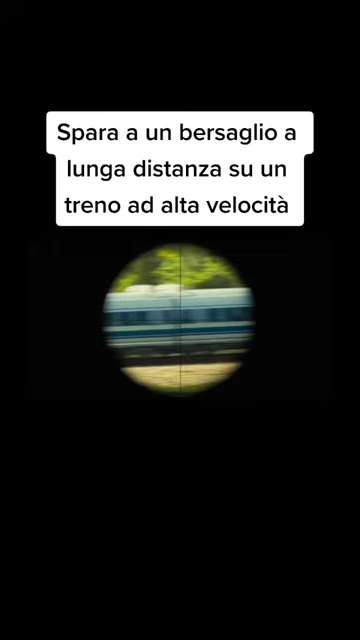 Spara a un bersaglio a
lunga distanza su un
treno ad alta velocità